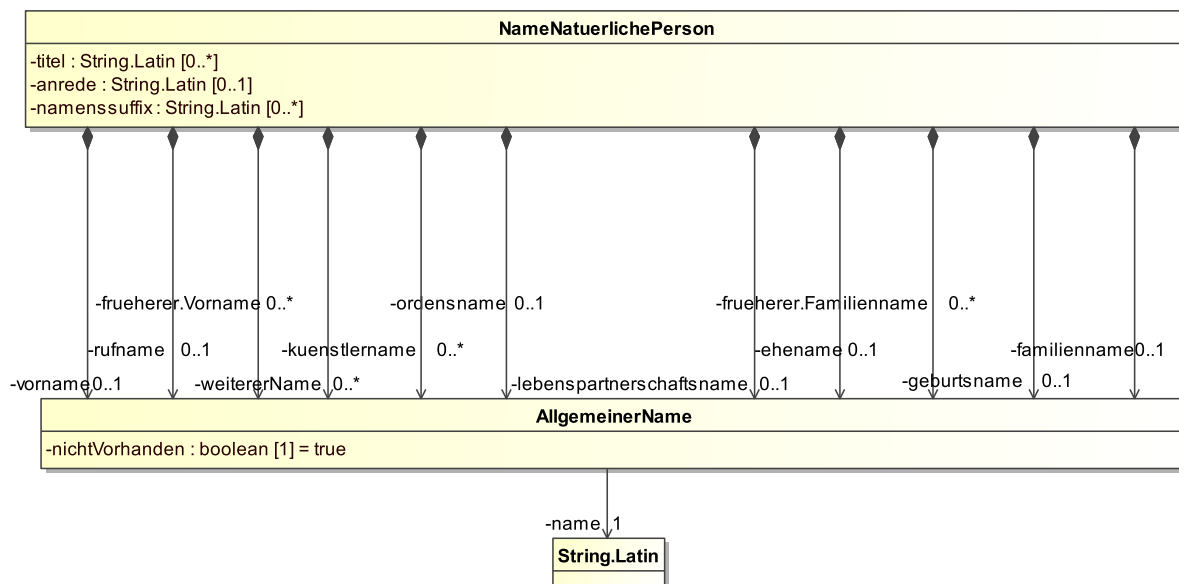 NameNatuerlichePerson
-titel : String.Latin [0..*]
-anrede : String.Latin [0..1]
-namenssuffix : String.Latin [0..*]
-frueherer.Vorname 0..*
-ordensname 0..1
-frueherer.Familienname 0..*
-rufname 0..1
-kuenstlername 0..*
-ehename 0..1
-familienname 0..1
-vorname 0..1
-weitererName 0..*
-lebenspartnerschaftsname 0..1
-geburtsname 0..1
AllgemeinerName
-nichtVorhanden : boolean [1] = true
-name 1
String.Latin